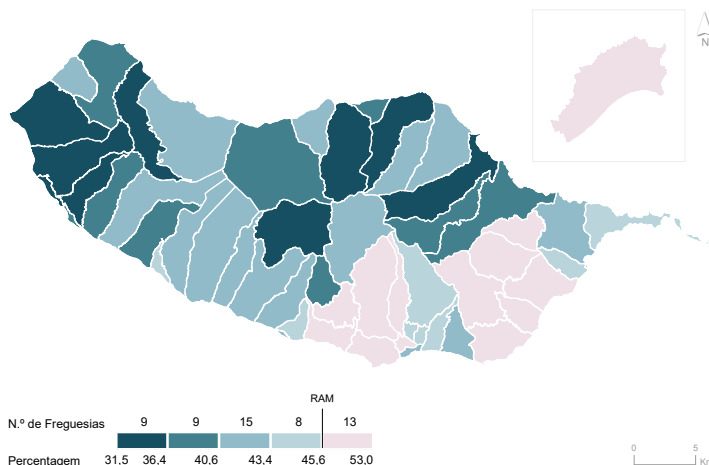 N
RAM
N.º de Freguesias 9 9 15 8 13
Percentagem 31,5 36,4 40,6 43,4 45,6 53,0
0 5